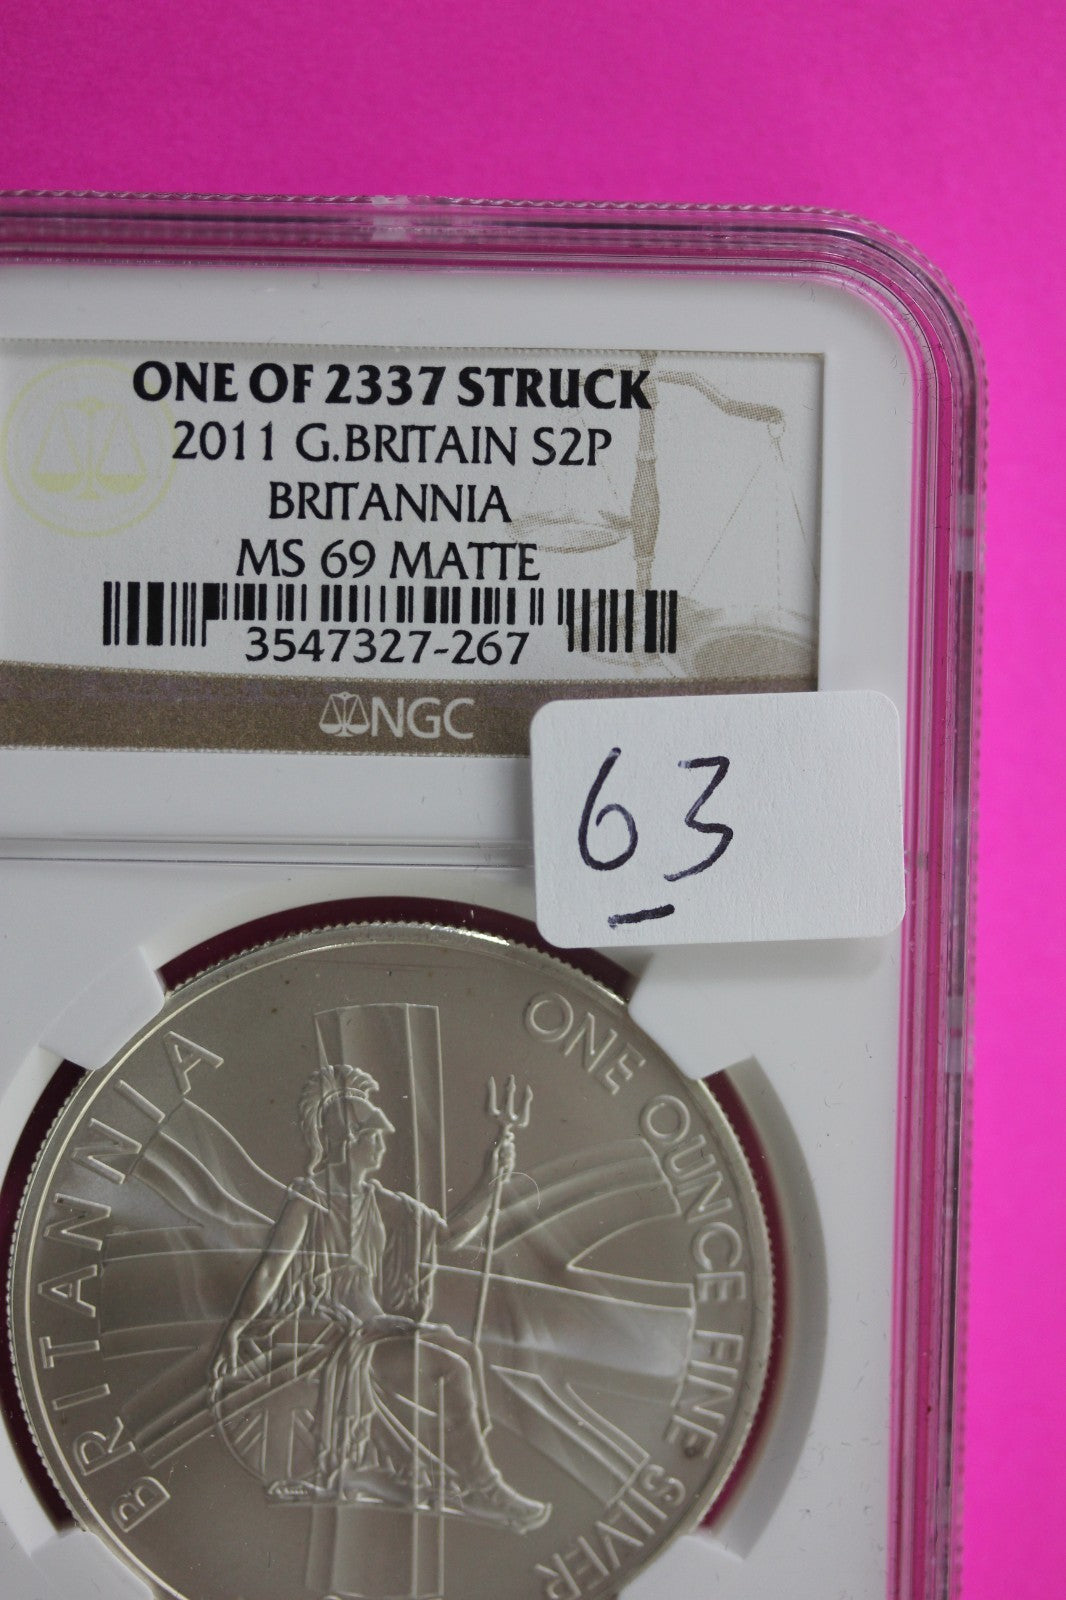 ONE OF 2337 STRUCK
2011 G.BRITAIN S2P
BRITANNIA
MS 69 MATTE
3547327-267
NGC
63
BRITANNIA
ONE OUNCE FINE SILVER